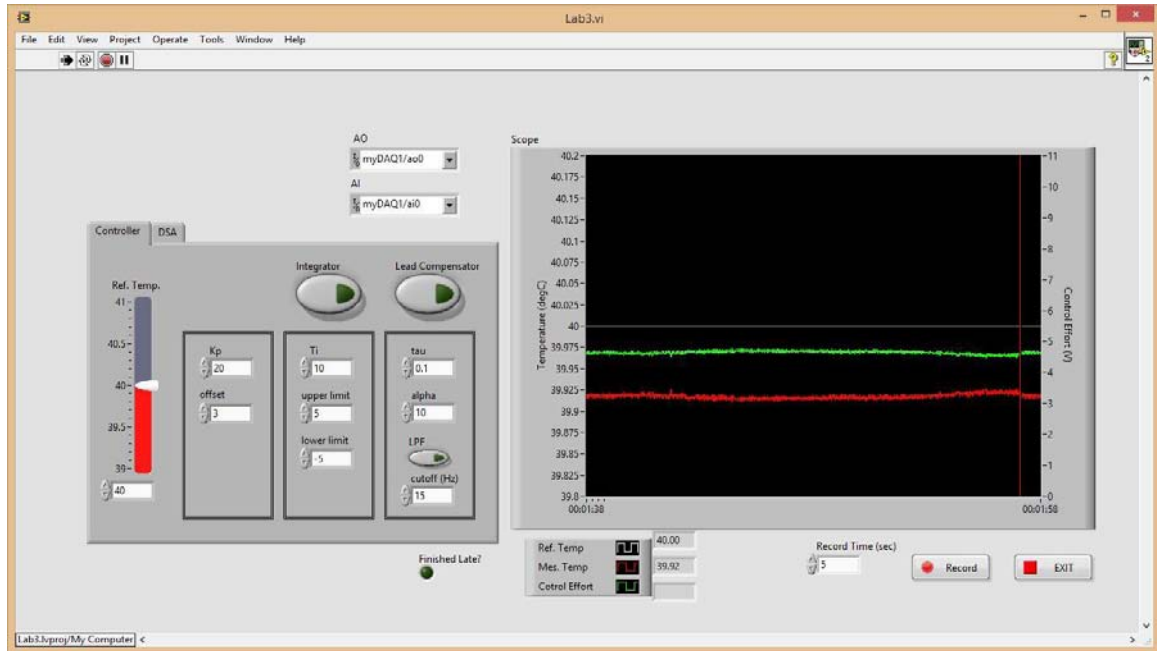 Lab3.vi
File Edit View Project Operate Tools Window Help
2
AO
myDAQ1/ao0
AI
myDAQ1/ai0
Controller DSA
Ref. Temp.
41
40.5
40
39.5
39
40
Kp
20
offset
3
Integrator
Ti
10
upper limit
5
lower limit
-5
Lead Compensator
tau
0.1
alpha
10
LPF
cutoff (Hz)
15
Finished Late?
Scope
Temperature (degC)
40.2
40.175
40.15
40.125
40.1
40.075
40.05
40.025
40
39.975
39.95
39.925
39.9
39.875
39.85
39.825
39.8
11
10
9
8
7
6
5
4
3
2
1
0
Control Effort (V)
00:01:38 00:01:58
Ref. Temp 40.00
Mes. Temp 39.92
Cotrol Effort
Record Time (sec)
5
Record
EXIT
Lab3.lvproj/My Computer